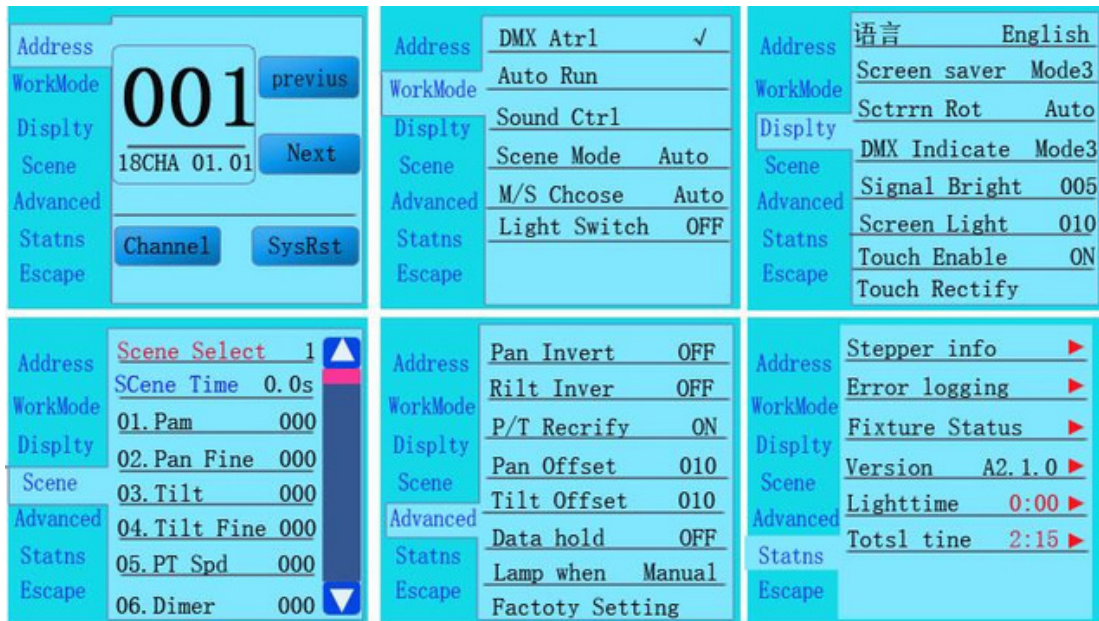 Address
WorkMode
Displty
Scene
Advanced
Statns
Escape
001
18CHA 01.01
previus
Next
Channel
SysRst
Address
WorkMode
Displty
Scene
Advanced
Statns
Escape
DMX Atrl √
Auto Run
Sound Ctrl
Scene Mode Auto
M/S Chcose Auto
Light Switch OFF
Address
WorkMode
Displty
Scene
Advanced
Statns
Escape
语言 English
Screen saver Mode3
Sctrrn Rot Auto
DMX Indicate Mode3
Signal Bright 005
Screen Light 010
Touch Enable ON
Touch Rectify
Address
WorkMode
Displty
Scene
Advanced
Statns
Escape
Scene Select 1
SCene Time 0.0s
01. Pam 000
02. Pan Fine 000
03. Tilt 000
04. Tilt Fine 000
05. PT Spd 000
06. Dimer 000
Address
WorkMode
Displty
Scene
Advanced
Statns
Escape
Pan Invert OFF
Rilt Inver OFF
P/T Recrify ON
Pan Offset 010
Tilt Offset 010
Data hold OFF
Lamp when Manual
Factoty Setting
Address
WorkMode
Displty
Scene
Advanced
Statns
Escape
Stepper info
Error logging
Fixture Status
Version A2.1.0
Lighttime 0:00
Totsl tine 2:15